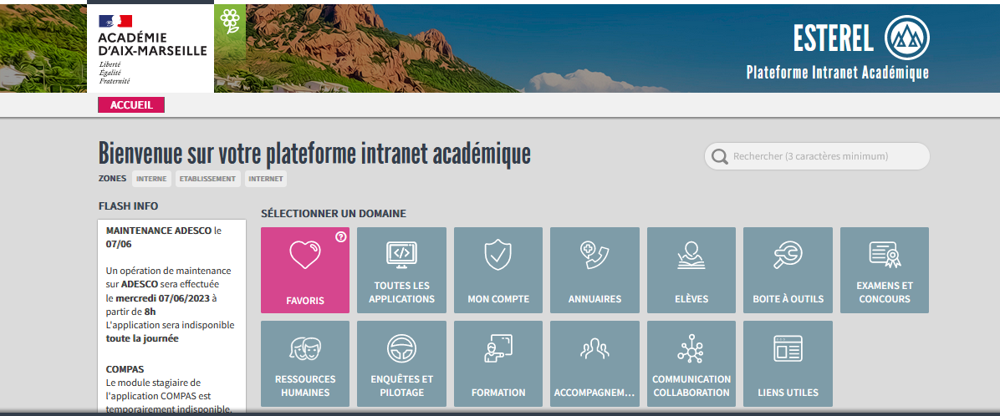 ACADÉMIE
D'AIX-MARSEILLE
Liberté
Égalité
Fraternité
ESTEREL
Plateforme Intranet Académique
ACCUEIL
Bienvenue sur votre plateforme intranet académique
Rechercher (3 caractères minimum)
ZONES INTERNE ETABLISSEMENT INTERNET
FLASH INFO
MAINTENANCE ADESCO le
07/06
Un opération de maintenance
sur ADESCO sera effectuée
le mercredi 07/06/2023 à
partir de 8h
L'application sera indisponible
toute la journée
COMPAS
Le module stagiaire de
l'application COMPAS est
temporairement indisponible.
SÉLECTIONNER UN DOMAINE
?
FAVORIS
TOUTES LES
APPLICATIONS
MON COMPTE
ANNUAIRES
ELÈVES
BOITE À OUTILS
EXAMENS ET
CONCOURS
RESSOURCES
HUMAINES
ENQUÊTES ET
PILOTAGE
FORMATION
ACCOMPAGNEM...
COMMUNICATION
COLLABORATION
LIENS UTILES